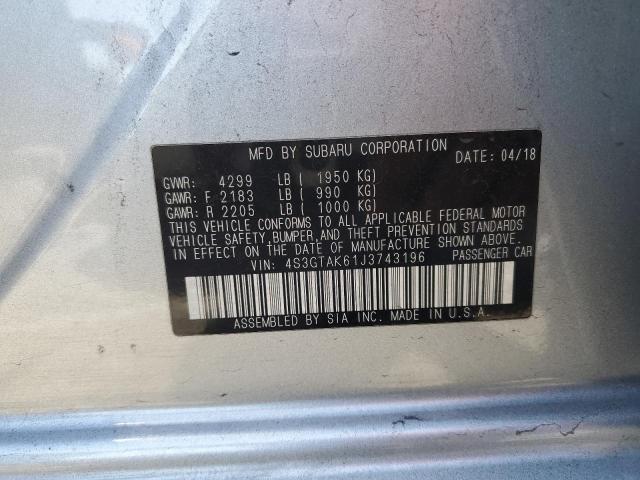 MFD BY SUBARU CORPORATION DATE: 04/18
GVWR: 4299 LB ( 1950 KG)
GAWR: F 2183 LB ( 990 KG)
GAWR: R 2205 LB ( 1000 KG)
THIS VEHICLE CONFORMS TO ALL APPLICABLE FEDERAL MOTOR
VEHICLE SAFETY, BUMPER, AND THEFT PREVENTION STANDARDS
IN EFFECT ON THE DATE OF MANUFACTURE SHOWN ABOVE.
VIN: 4S3GTAK61J3743196 PASSENGER CAR
ASSEMBLED BY SIA INC. MADE IN U.S.A.